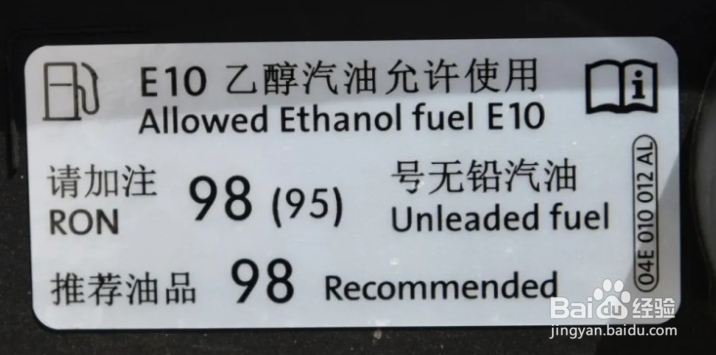 E10 乙醇汽油允许使用
Allowed Ethanol fuel E10
请加注 98 (95) 号无铅汽油
RON Unleaded fuel
推荐油品 98 Recommended
04E 010 012 AL
Baidu经验
jingyan.baidu.com